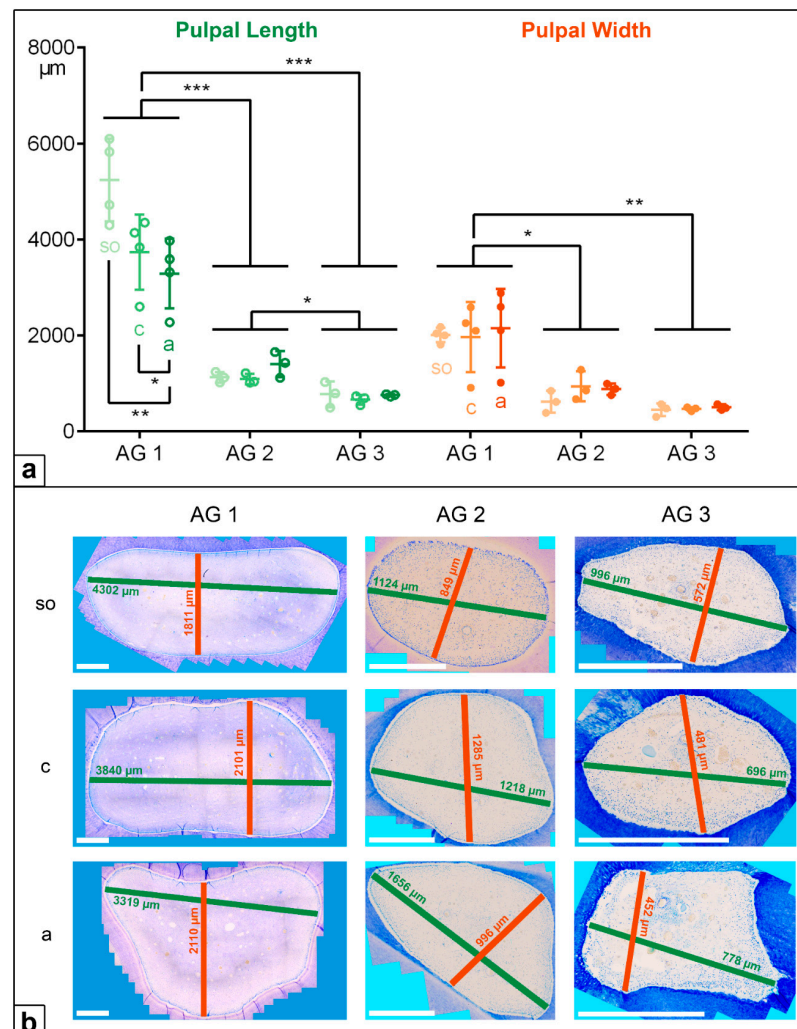 Pulpal Length Pulpal Width
8000
µm
6000
4000
2000
0
*** ***
** *
*
so c a
* **
so c a
AG 1 AG 2 AG 3 AG 1 AG 2 AG 3
a
AG 1 AG 2 AG 3
so
4302 µm 1811 µm
1124 µm 849 µm
996 µm 572 µm
c
3840 µm 2101 µm
1285 µm 1218 µm
481 µm 696 µm
a
3319 µm 2110 µm
1656 µm 996 µm
452 µm 778 µm
b